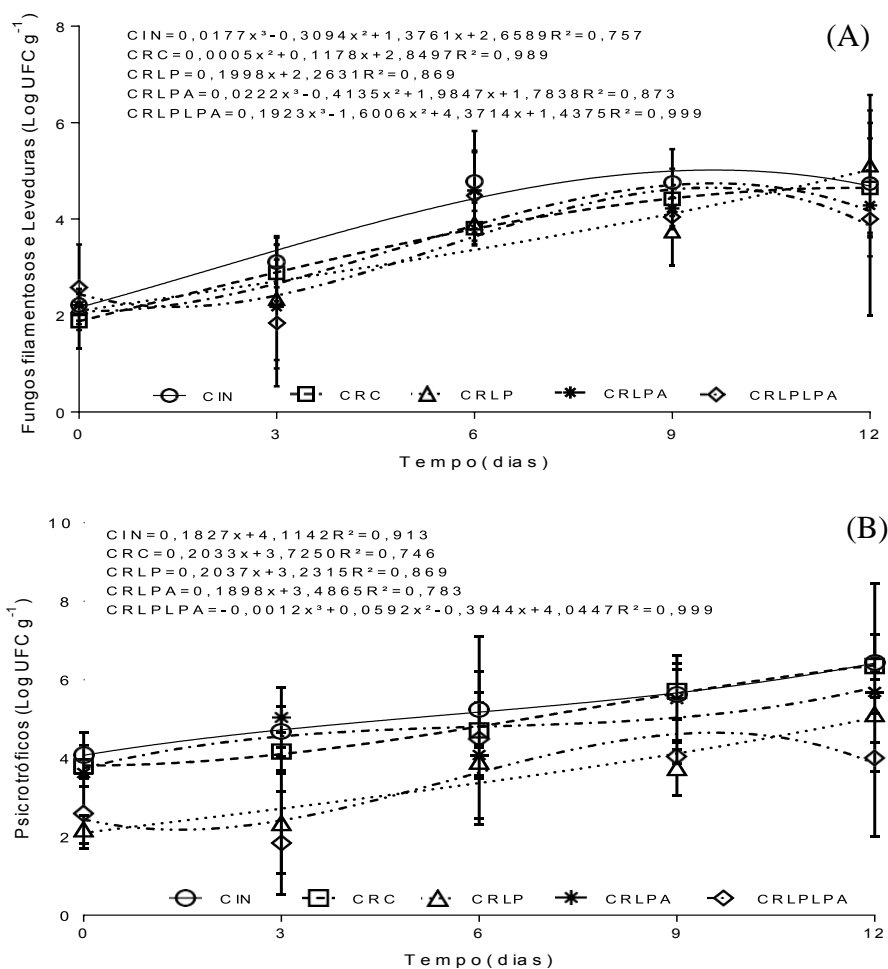 (A)
Fungos filamentosos e Leveduras (Log UFC g⁻¹)
8
6
4
2
0
CIN=0,0177x³-0,3094x²+1,3761x+2,6589R²=0,757
CRC=0,0005x²+0,1178x+2,8497R²=0,989
CRLP=0,1998x+2,2631R²=0,869
CRLPA=0,0222x³-0,4135x²+1,9847x+1,7838R²=0,873
CRLPLPA=0,1923x³-1,6006x²+4,3714x+1,4375R²=0,999
CIN CRC CRLP CRLPA CRLPLPA
0 3 6 9 12
Tempo(dias)
(B)
Psicrotróficos (Log UFC g⁻¹)
10
8
6
4
2
0
CIN=0,1827x+4,1142R²=0,913
CRC=0,2033x+3,7250R²=0,746
CRLP=0,2037x+3,2315R²=0,869
CRLPA=0,1898x+3,4865R²=0,783
CRLPLPA=-0,0012x³+0,0592x²-0,3944x+4,0447R²=0,999
CIN CRC CRLP CRLPA CRLPLPA
0 3 6 9 12
Tempo(dias)